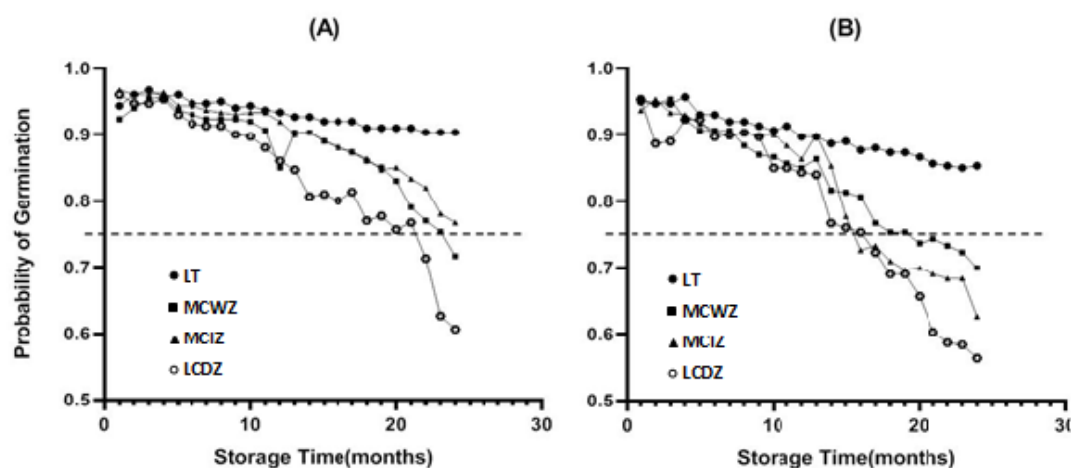 (A)
(B)
Probability of Germination
1.0
0.9
0.8
0.7
0.6
0.5
LT
MCWZ
MCIZ
LCDZ
0
10
20
30
Storage Time(months)
1.0
0.9
0.8
0.7
0.6
0.5
LT
MCWZ
MCIZ
LCDZ
0
10
20
30
Storage Time(months)